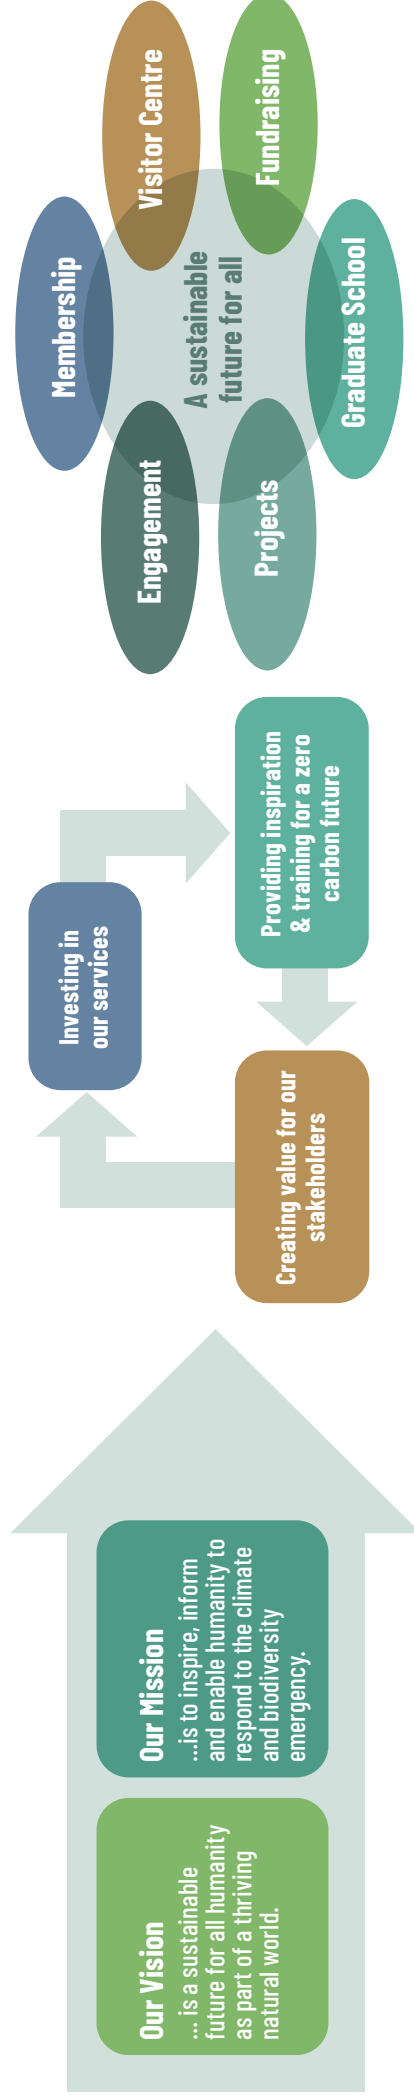 Our Vision
... is a sustainable
future for all humanity
as part of a thriving
natural world.
Our Mission
...is to inspire, inform
and enable humanity to
respond to the climate
and biodiversity
emergency.
Investing in
our services
Creating value for our
stakeholders
Providing inspiration
& training for a zero
carbon future
Membership
Engagement
Visitor Centre
A sustainable
future for all
Projects
Fundraising
Graduate School